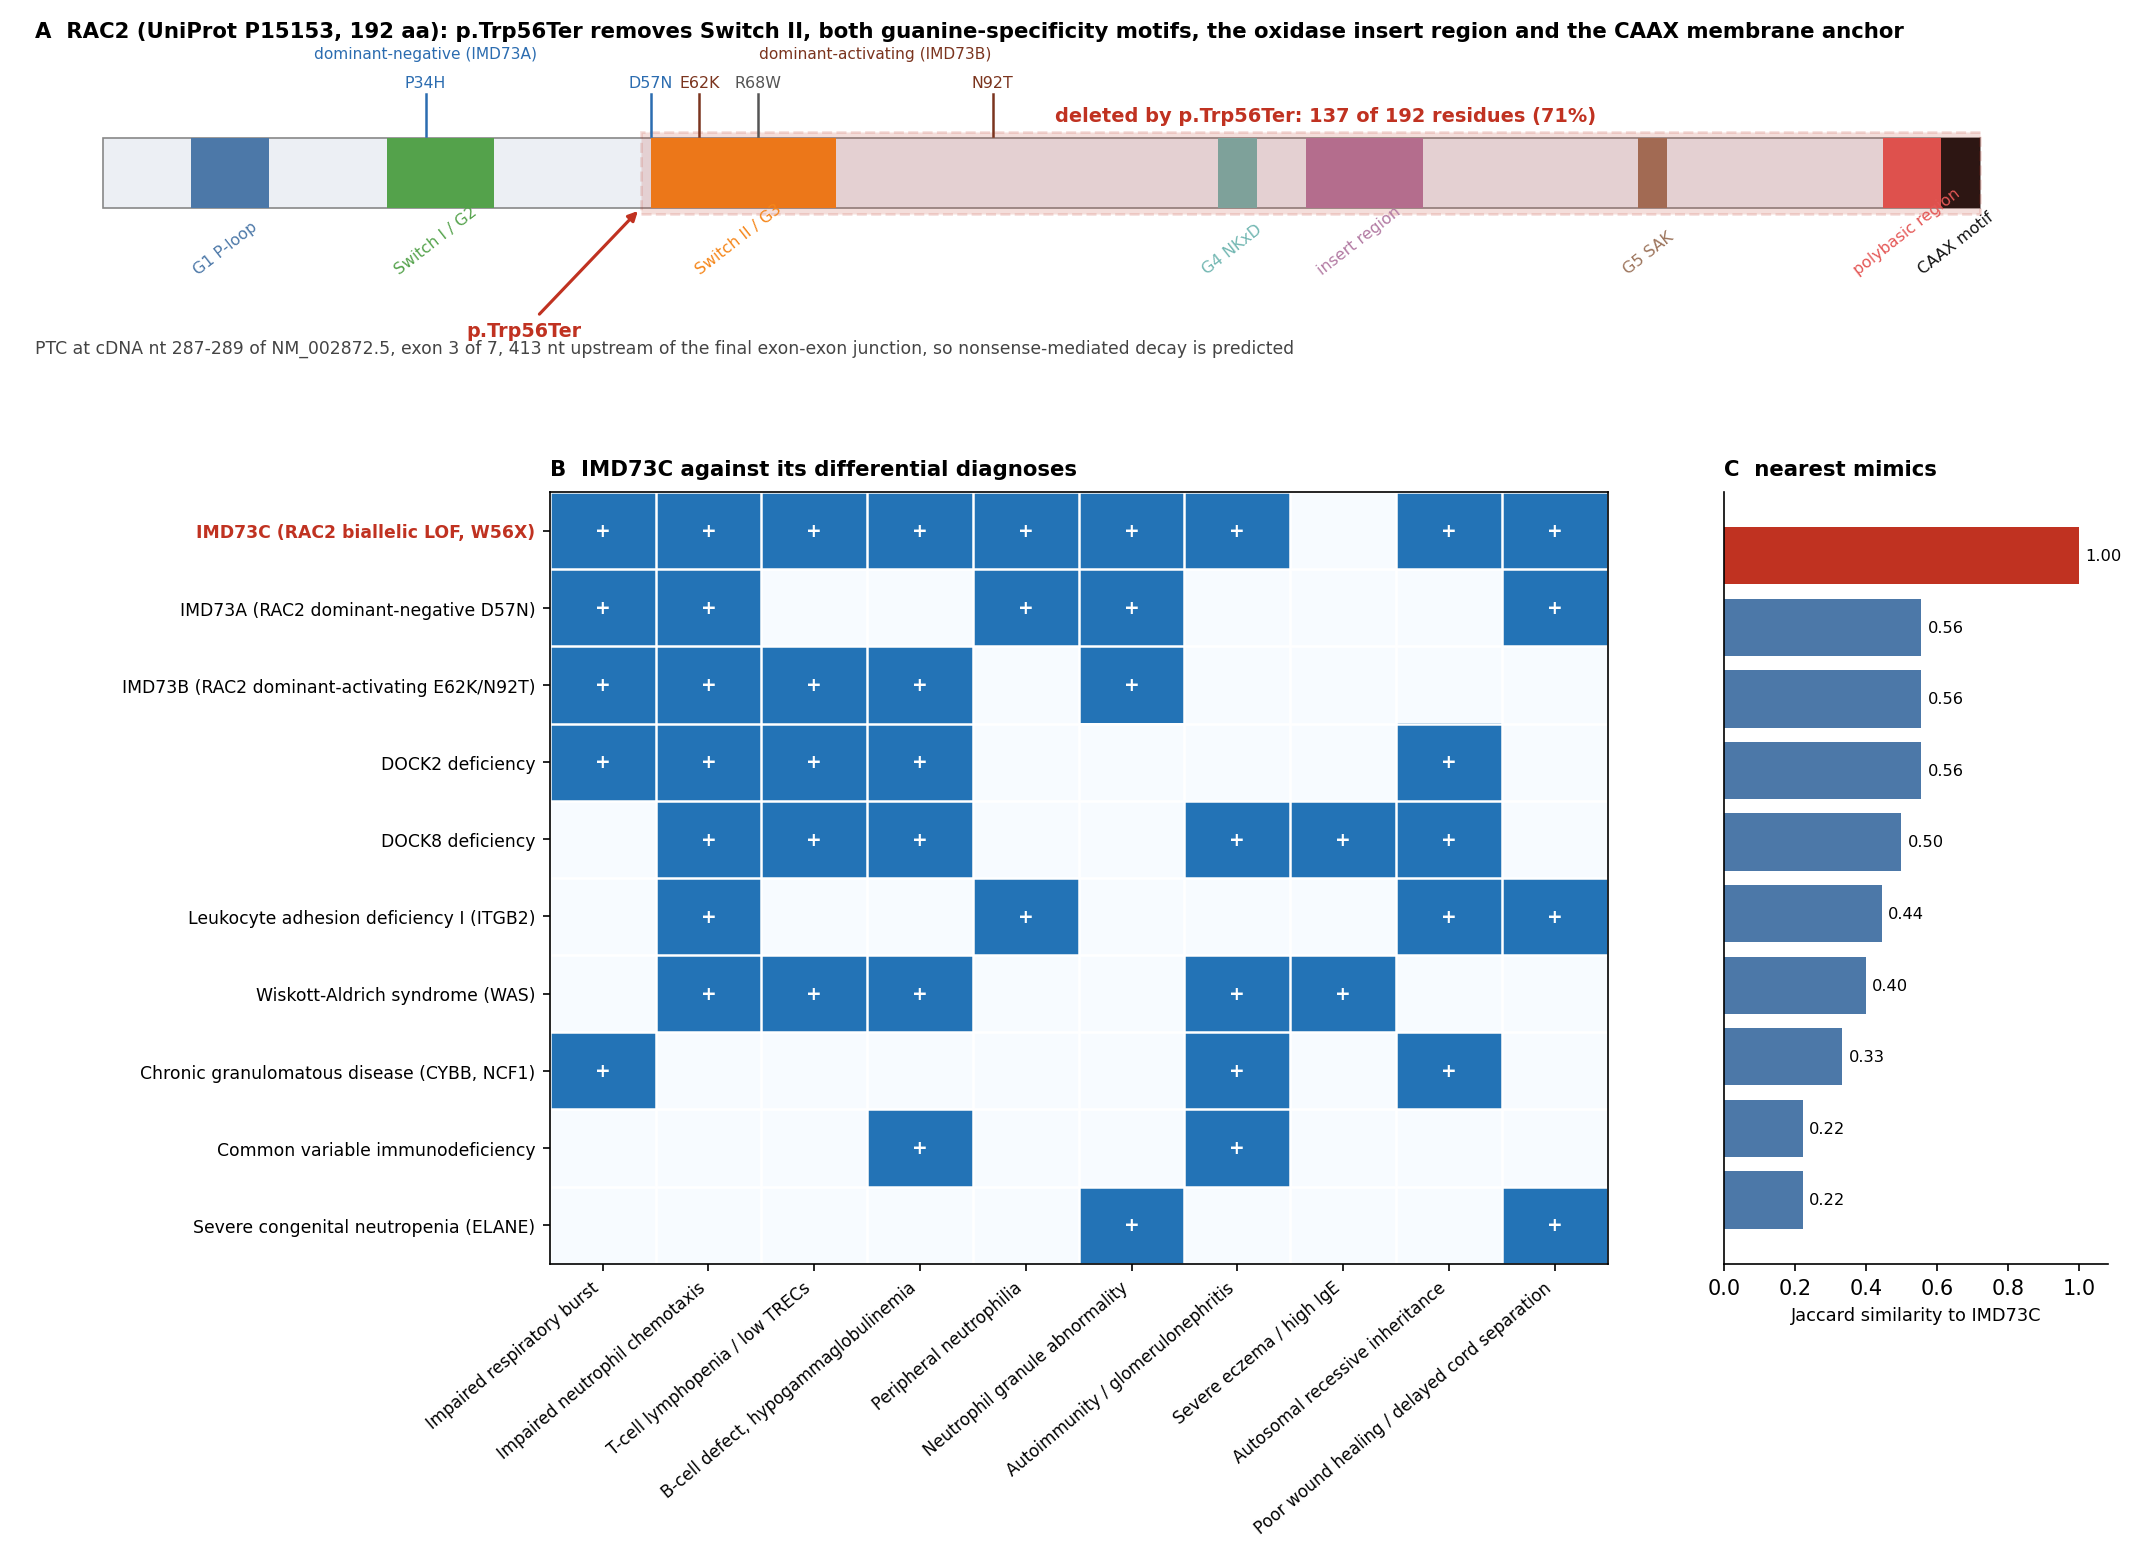 A  RAC2 (UniProt P15153, 192 aa): p.Trp56Ter removes Switch II, both guanine-specificity motifs, the oxidase insert region and the CAAX membrane anchor
dominant-negative (IMD73A)
dominant-activating (IMD73B)
P34H
D57N
E62K
R68W
N92T
deleted by p.Trp56Ter: 137 of 192 residues (71%)
G1 P-loop
Switch I / G2
Switch II / G3
G4 NKxD
insert region
G5 SAK
polybasic region
CAAX motif
p.Trp56Ter
PTC at cDNA nt 287-289 of NM_002872.5, exon 3 of 7, 413 nt upstream of the final exon-exon junction, so nonsense-mediated decay is predicted
B  IMD73C against its differential diagnoses
IMD73C (RAC2 biallelic LOF, W56X)
+ + + + + + + + +
IMD73A (RAC2 dominant-negative D57N)
+ + + + +
IMD73B (RAC2 dominant-activating E62K/N92T)
+ + + + +
DOCK2 deficiency
+ + + + +
DOCK8 deficiency
+ + + + + +
Leukocyte adhesion deficiency I (ITGB2)
+ + + +
Wiskott-Aldrich syndrome (WAS)
+ + + + +
Chronic granulomatous disease (CYBB, NCF1)
+ + +
Common variable immunodeficiency
+ +
Severe congenital neutropenia (ELANE)
+ +
Impaired respiratory burst
Impaired neutrophil chemotaxis
T-cell lymphopenia / low TRECs
B-cell defect, hypogammaglobulinemia
Peripheral neutrophilia
Neutrophil granule abnormality
Autoimmunity / glomerulonephritis
Severe eczema / high IgE
Autosomal recessive inheritance
Poor wound healing / delayed cord separation
C  nearest mimics
1.00
0.56
0.56
0.56
0.50
0.44
0.40
0.33
0.22
0.22
0.0 0.2 0.4 0.6 0.8 1.0
Jaccard similarity to IMD73C